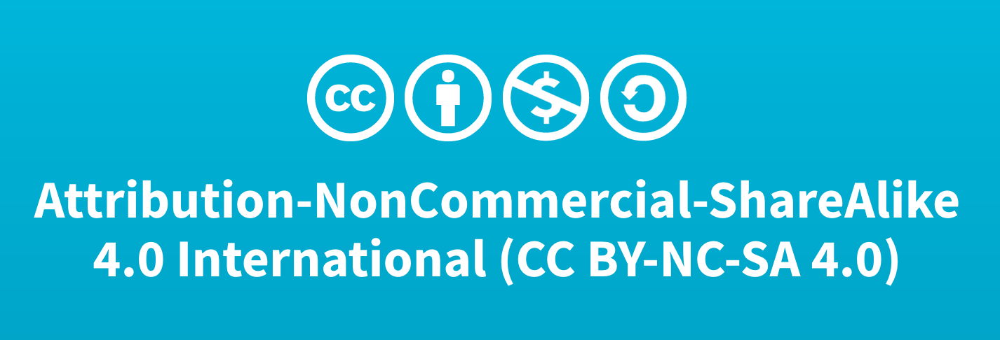 cc
Attribution-NonCommercial-ShareAlike
4.0 International (CC BY-NC-SA 4.0)